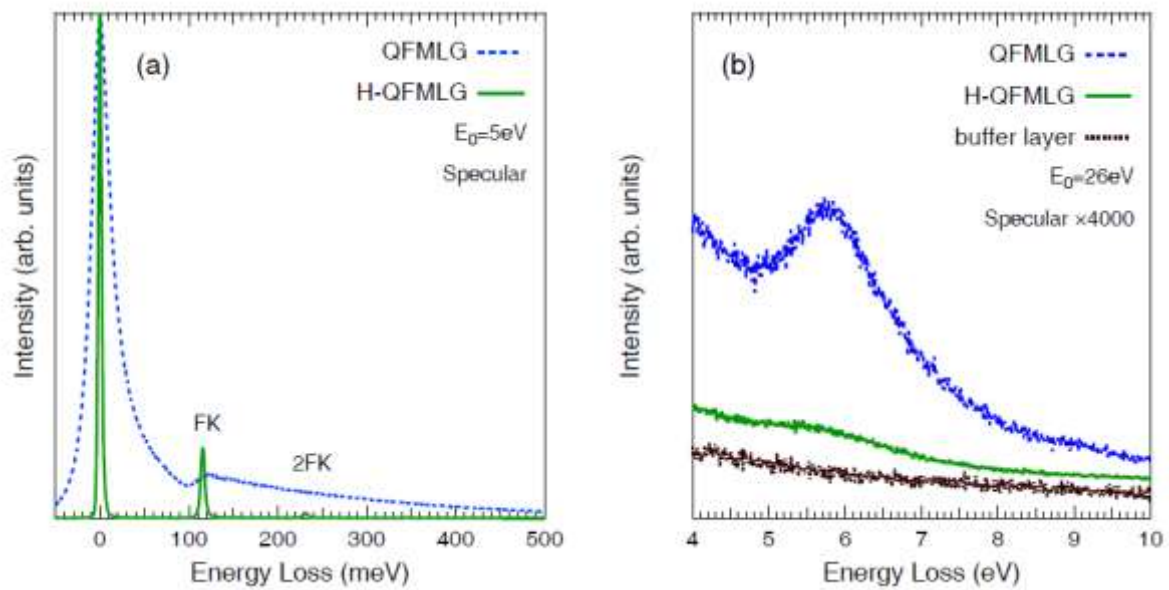 (a)
QFMLG
H-QFMLG
E₀=5eV
Specular
FK
2FK
Intensity (arb. units)
0 100 200 300 400 500
Energy Loss (meV)
(b)
QFMLG
H-QFMLG
buffer layer
E₀=26eV
Specular ×4000
Intensity (arb. units)
4 5 6 7 8 9 10
Energy Loss (eV)